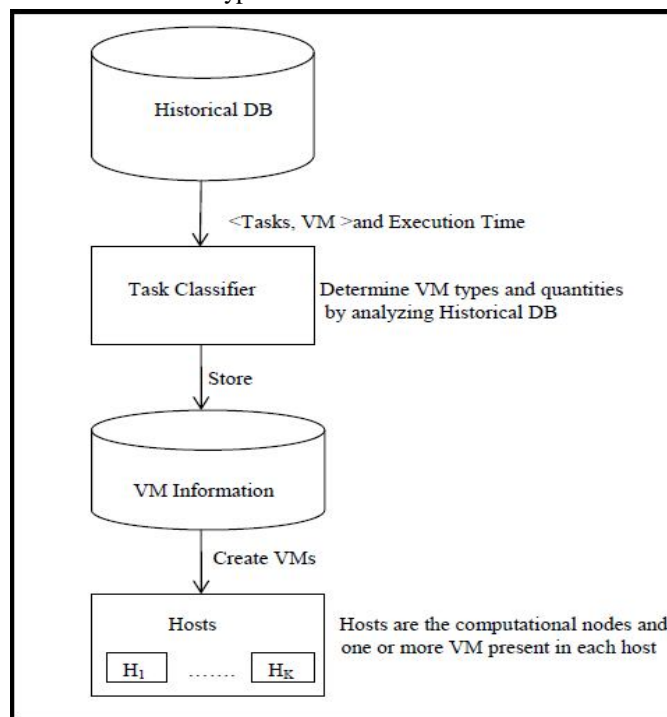 Historical DB
<Tasks, VM >and Execution Time
Task Classifier
Determine VM types and quantities
by analyzing Historical DB
Store
VM Information
Create VMs
Hosts
Hosts are the computational nodes and
one or more VM present in each host
H1 ....... HK